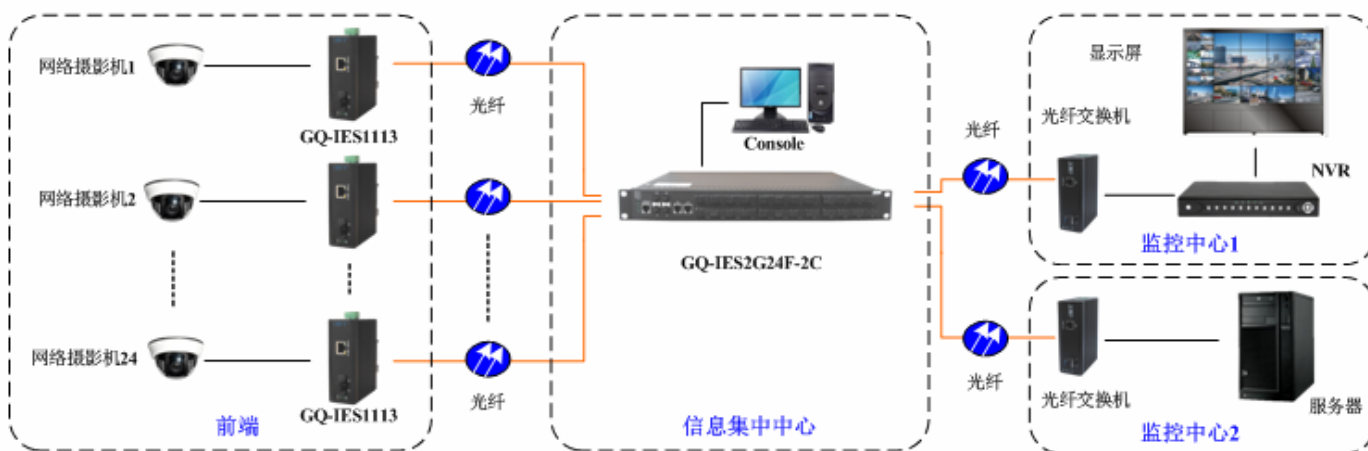 网络摄影机1
GQ-IES1113
光纤
网络摄影机2
网络摄影机24
GQ-IES1113
光纤
前端
Console
GQ-IES2G24F-2C
信息集中中心
显示屏
光纤交换机
光纤
NVR
监控中心1
光纤
光纤交换机
服务器
监控中心2